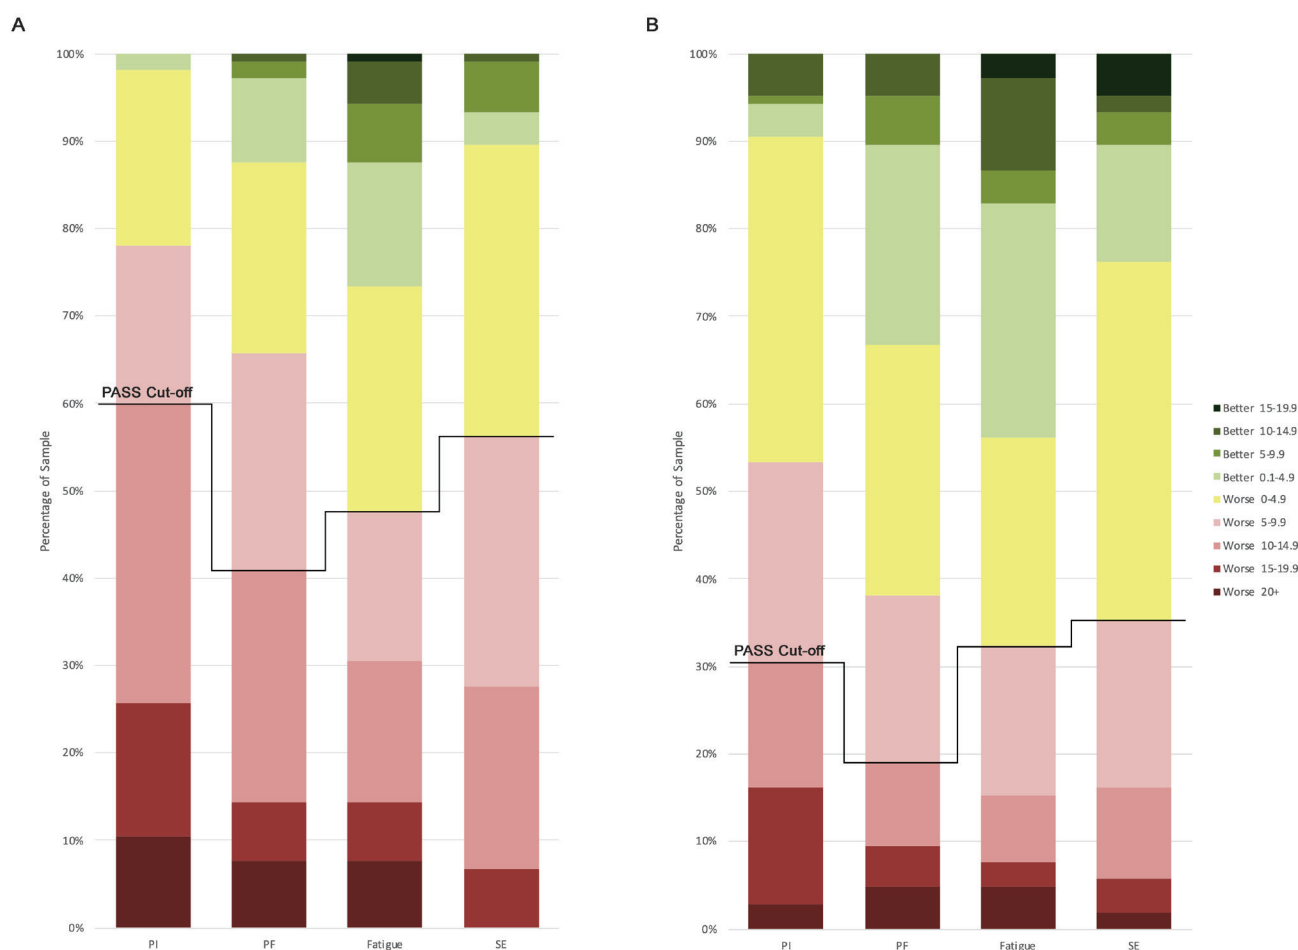 A
B
100%
90%
80%
70%
60%
50%
40%
30%
20%
10%
0%
Percentage of Sample
PASS Cut-off
PI
PF
Fatigue
SE
100%
90%
80%
70%
60%
50%
40%
30%
20%
10%
0%
Percentage of Sample
PASS Cut-off
PI
PF
Fatigue
SE
Better 15-19.9
Better 10-14.9
Better 5-9.9
Better 0.1-4.9
Worse 0-4.9
Worse 5-9.9
Worse 10-14.9
Worse 15-19.9
Worse 20+